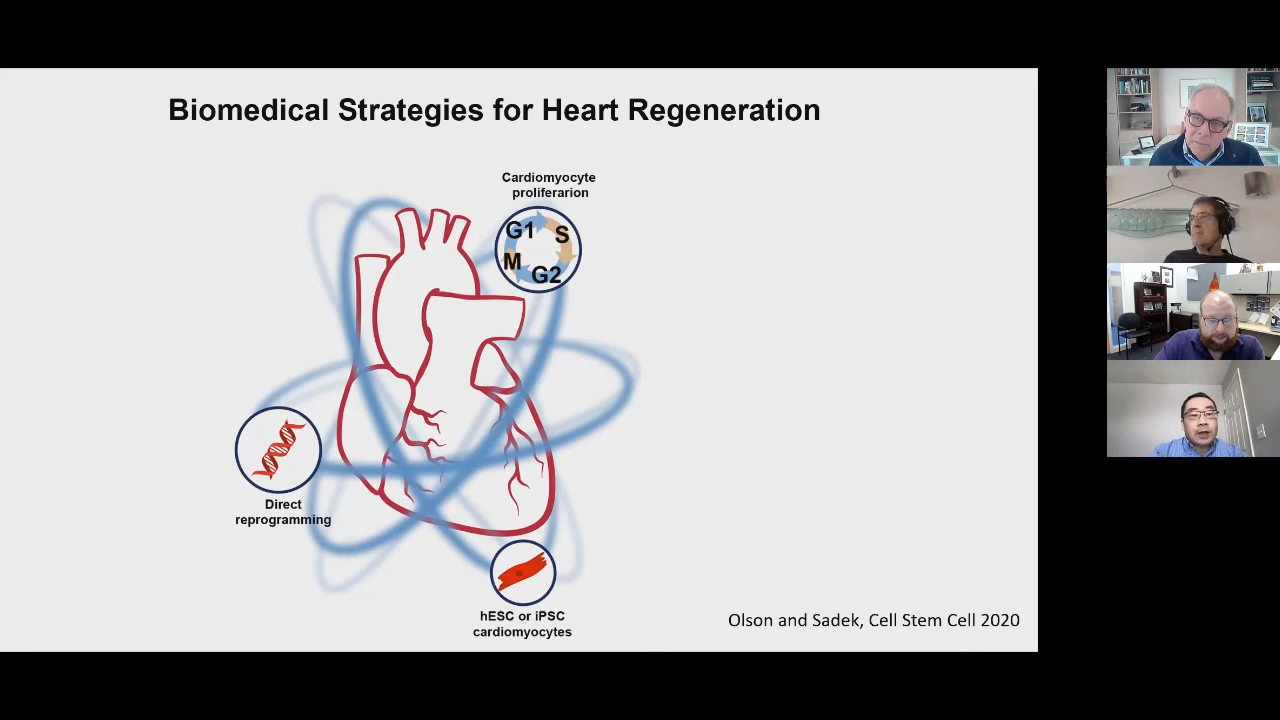 Biomedical Strategies for Heart Regeneration
Cardiomyocyte
proliferarion
G1
S
M
G2
Direct
reprogramming
hESC or iPSC
cardiomyocytes
Olson and Sadek, Cell Stem Cell 2020